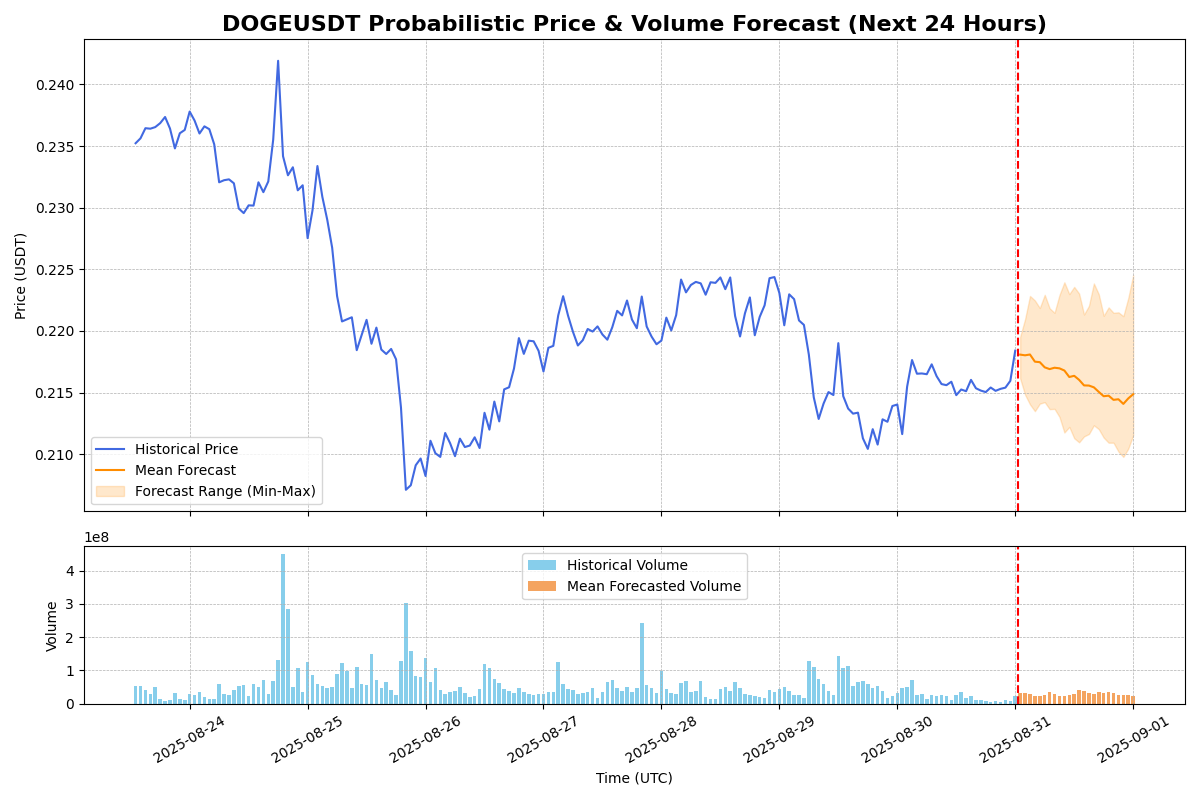 DOGEUSDT Probabilistic Price & Volume Forecast (Next 24 Hours)
0.240
0.235
0.230
0.225
0.220
0.215
0.210
Price (USDT)
Historical Price
Mean Forecast
Forecast Range (Min-Max)
1e8
4
3
2
1
0
Volume
Historical Volume
Mean Forecasted Volume
2025-08-24
2025-08-25
2025-08-26
2025-08-27
2025-08-28
2025-08-29
2025-08-30
2025-08-31
2025-09-01
Time (UTC)